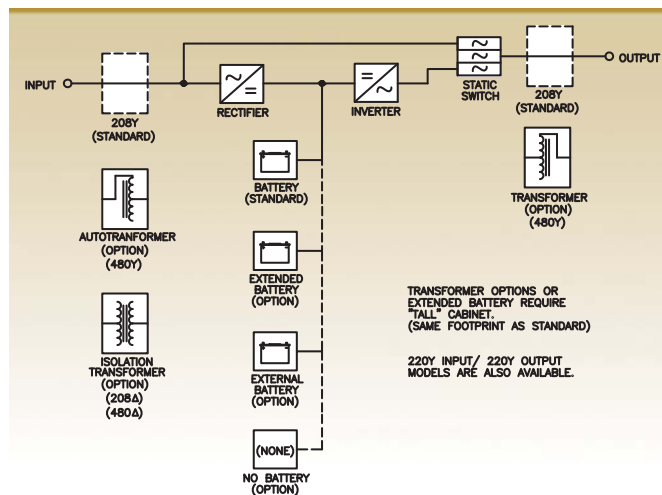 INPUT
208Y
(STANDARD)
RECTIFIER
INVERTER
STATIC
SWITCH
208Y
(STANDARD)
OUTPUT
AUTOTRANFORMER
(OPTION)
(480Y)
BATTERY
(STANDARD)
TRANSFORMER
(OPTION)
(480Y)
EXTENDED
BATTERY
(OPTION)
ISOLATION
TRANSFORMER
(OPTION)
(208Δ)
(480Δ)
EXTERNAL
BATTERY
(OPTION)
(NONE)
NO BATTERY
(OPTION)
TRANSFORMER OPTIONS OR
EXTENDED BATTERY REQUIRE
"TALL" CABINET.
(SAME FOOTPRINT AS STANDARD)
220Y INPUT/ 220Y OUTPUT
MODELS ARE ALSO AVAILABLE.